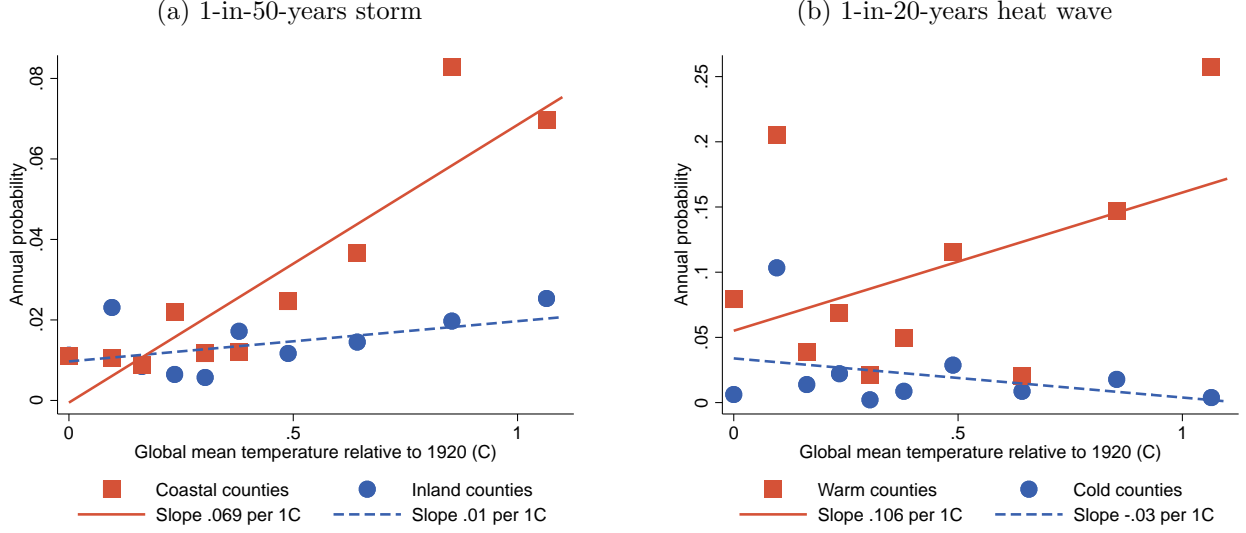 (a) 1-in-50-years storm
Annual probability
.08
.06
.04
.02
0
0 .5 1
Global mean temperature relative to 1920 (C)
Coastal counties Inland counties
Slope .069 per 1C Slope .01 per 1C
(b) 1-in-20-years heat wave
Annual probability
.25
.2
.15
.1
.05
0
0 .5 1
Global mean temperature relative to 1920 (C)
Warm counties Cold counties
Slope .106 per 1C Slope -.03 per 1C